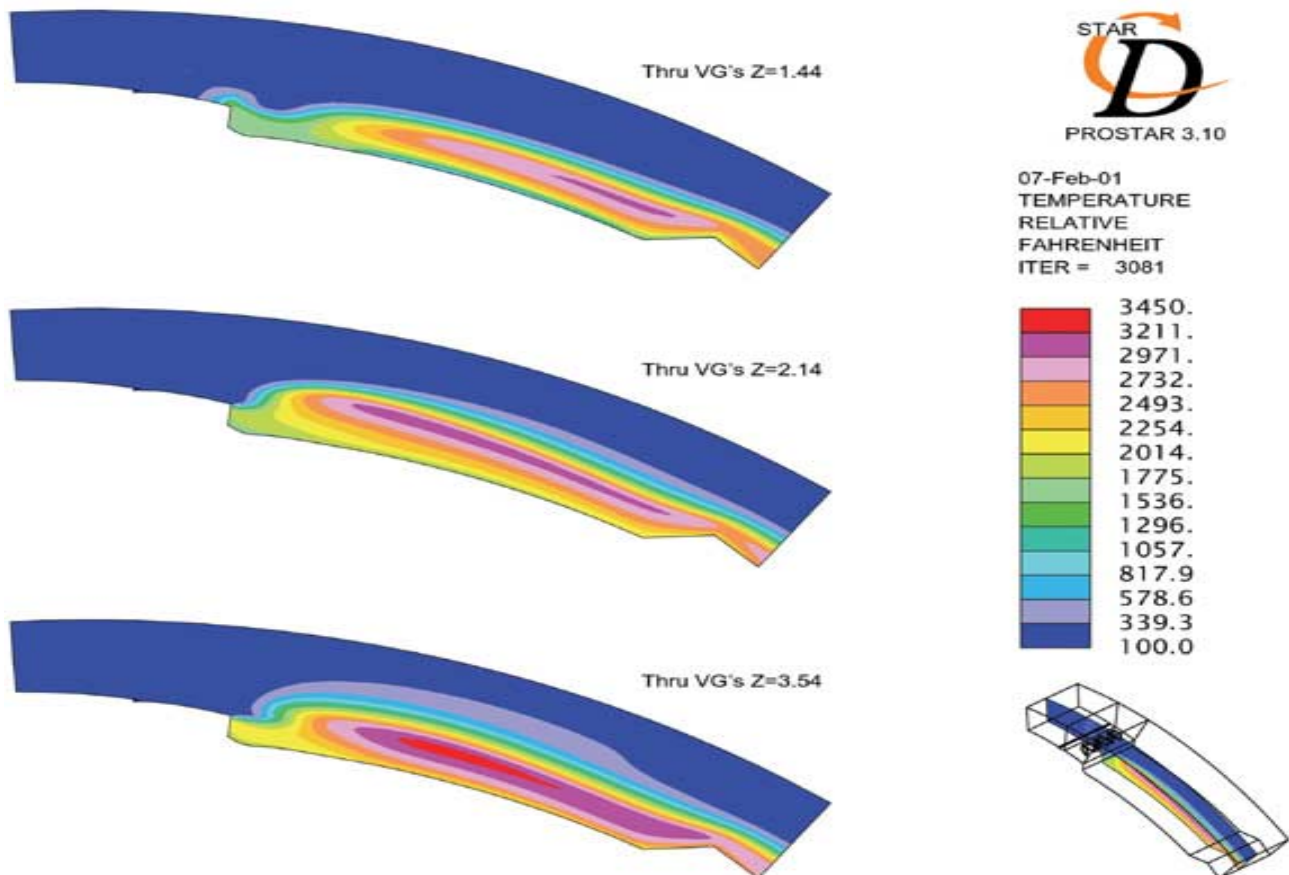 Thru VG's Z=1.44
Thru VG's Z=2.14
Thru VG's Z=3.54
STAR
D
PROSTAR 3.10
07-Feb-01
TEMPERATURE
RELATIVE
FAHRENHEIT
ITER = 3081
3450.
3211.
2971.
2732.
2493.
2254.
2014.
1775.
1536.
1296.
1057.
817.9
578.6
339.3
100.0